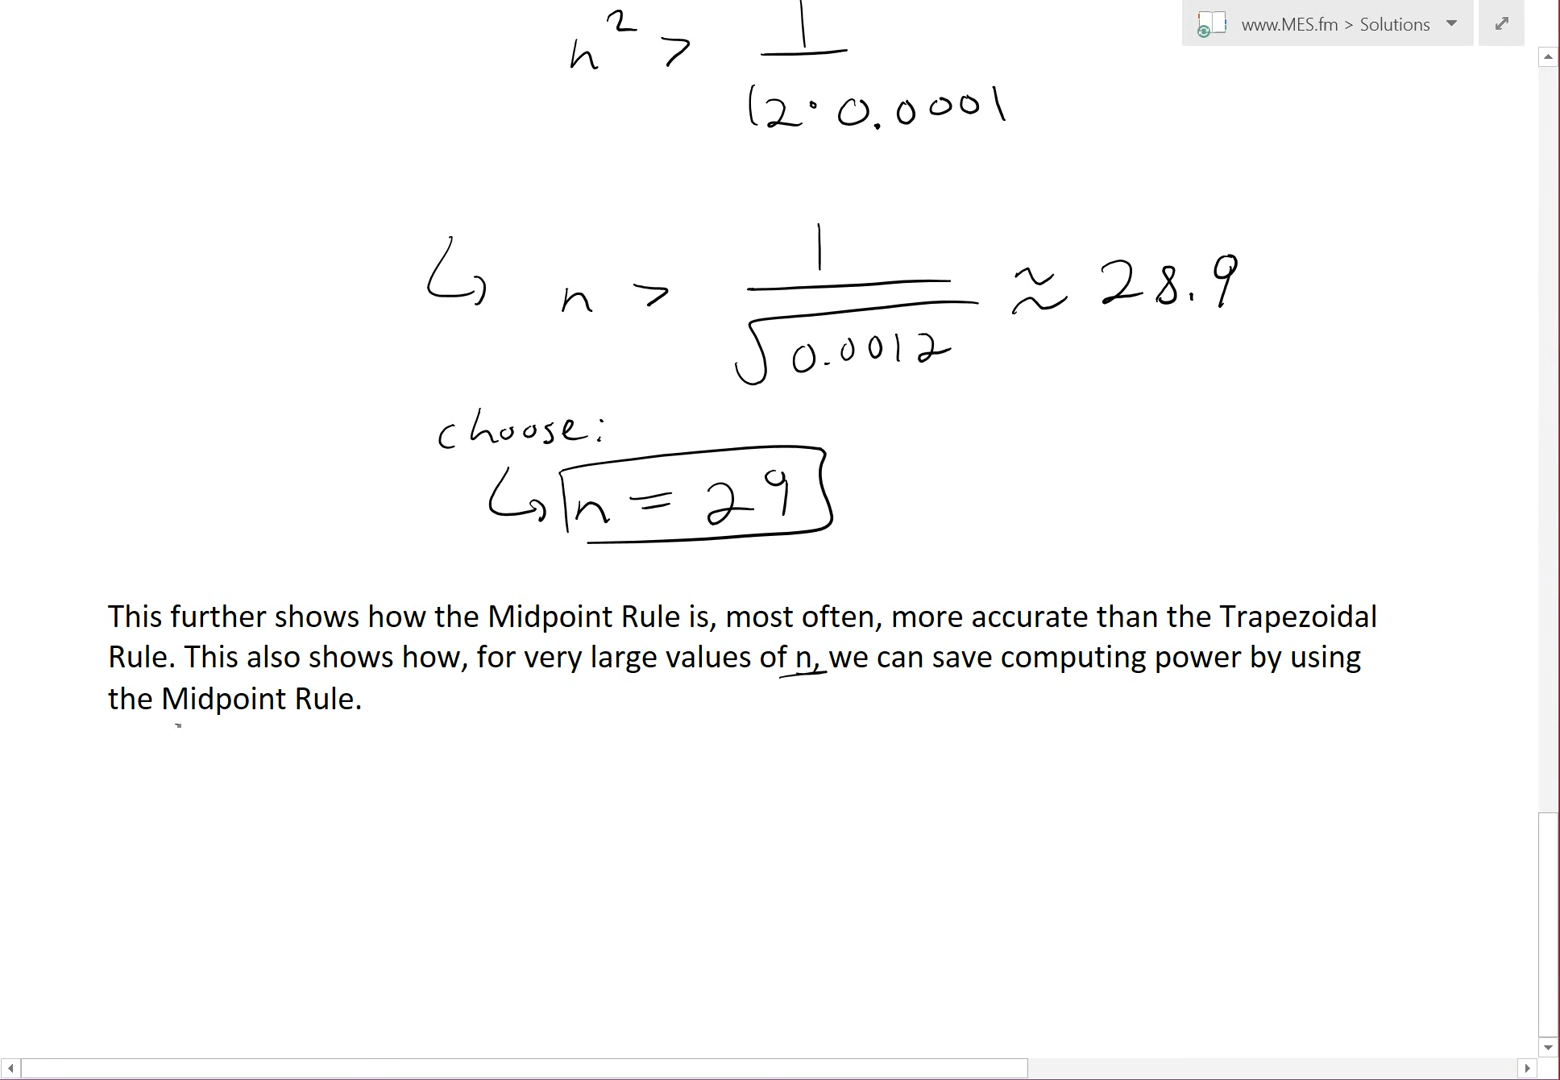 www.MES.fm > Solutions
n² > 1
12·0.0001
↳ n > 1 ≈ 28.9
√0.0012
choose:
↳ n = 29
This further shows how the Midpoint Rule is, most often, more accurate than the Trapezoidal
Rule. This also shows how, for very large values of n, we can save computing power by using
the Midpoint Rule.